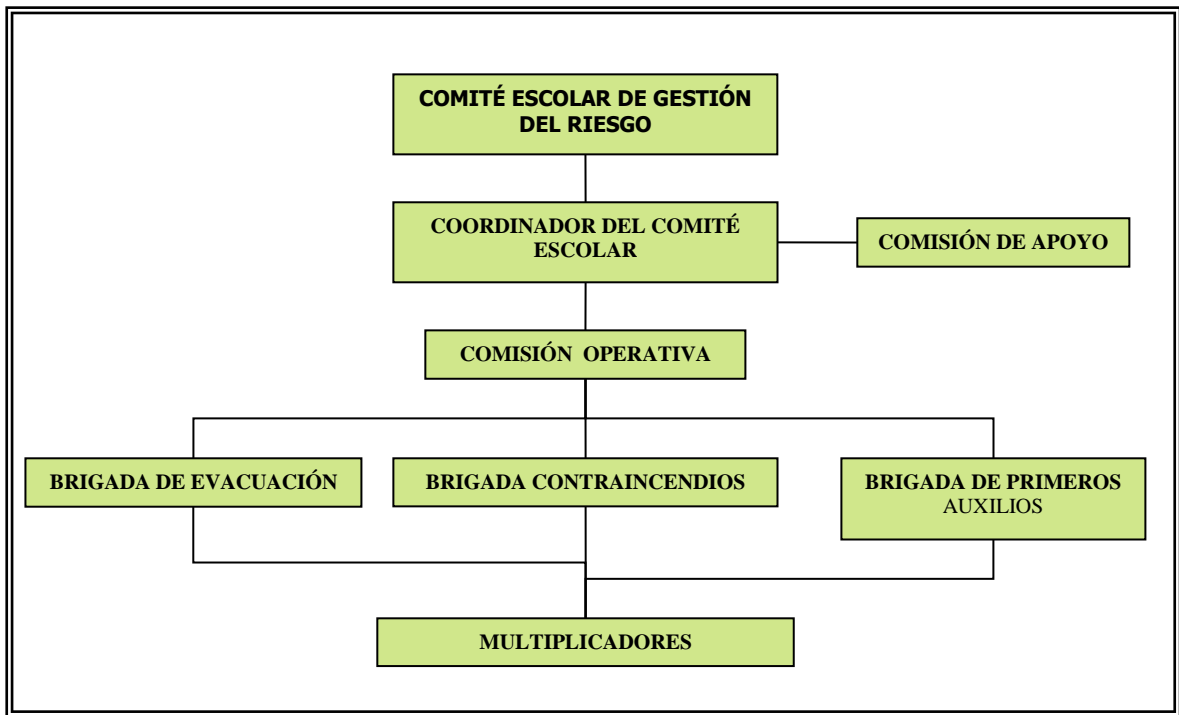 COMITÉ ESCOLAR DE GESTIÓN
DEL RIESGO
COORDINADOR DEL COMITÉ
ESCOLAR
COMISIÓN DE APOYO
COMISIÓN OPERATIVA
BRIGADA DE EVACUACIÓN
BRIGADA CONTRAINCENDIOS
BRIGADA DE PRIMEROS
AUXILIOS
MULTIPLICADORES